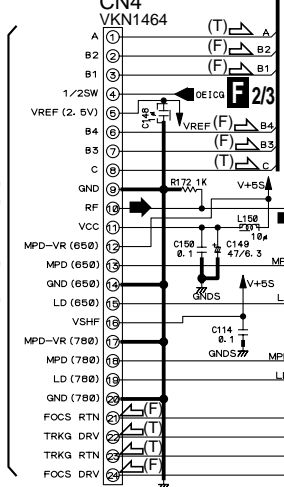 CN4
VKN1464
A 1 (T) A
B2 2 (F) B2
B1 3 (F) B1
1/2SW 4 OEICG F 2/3
VREF (2. 5V) 5 C148 1μ
B4 6 VREF (F) B4
B3 7 (F) B3
C 8 (T) C
GND 9 R172 1K V+5S
RF 10
VCC 11 L150 10μ
MPD-VR (650) 12 C150 0. 1 + C149 47/6. 3
MPD (650) 13 MP
GND (650) 14 GNDS
LD (650) 15 L
VSHF 16 V+5S
MPD-VR (780) 17 C114 0. 1 GNDS
MPD (780) 18 MP
LD (780) 19 L
GND (780) 20
FOCS RTN 21 (F)
TRKG DRV 22 (T)
TRKG RTN 23 (T)
FOCS DRV 24 (F)